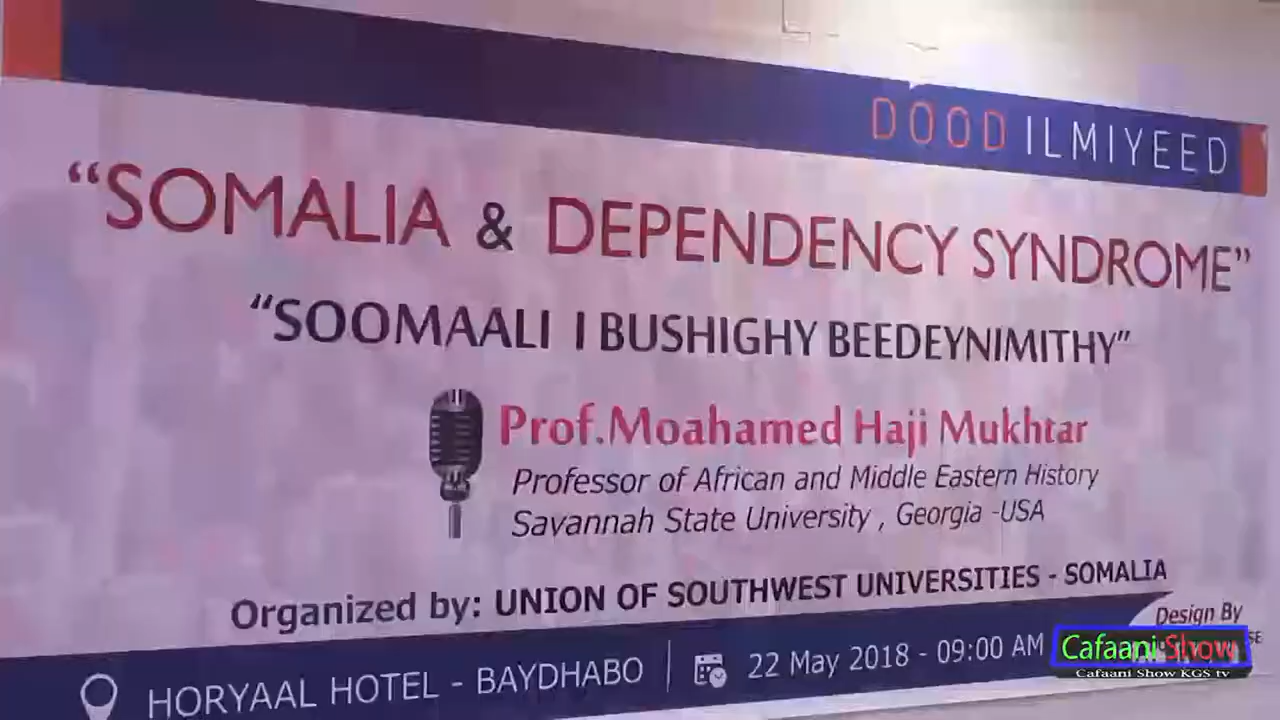 DOOD ILMIYEED
“SOMALIA & DEPENDENCY SYNDROME”
“SOOMAALI I BUSHIGHY BEEDEYNIMITHY”
Prof.Moahamed Haji Mukhtar
Professor of African and Middle Eastern History
Savannah State University , Georgia -USA
Organized by: UNION OF SOUTHWEST UNIVERSITIES - SOMALIA
Design By
HORYAAL HOTEL - BAYDHABO
22 May 2018 - 09:00 AM
Cafaani Show
Cafaani Show KGS tv